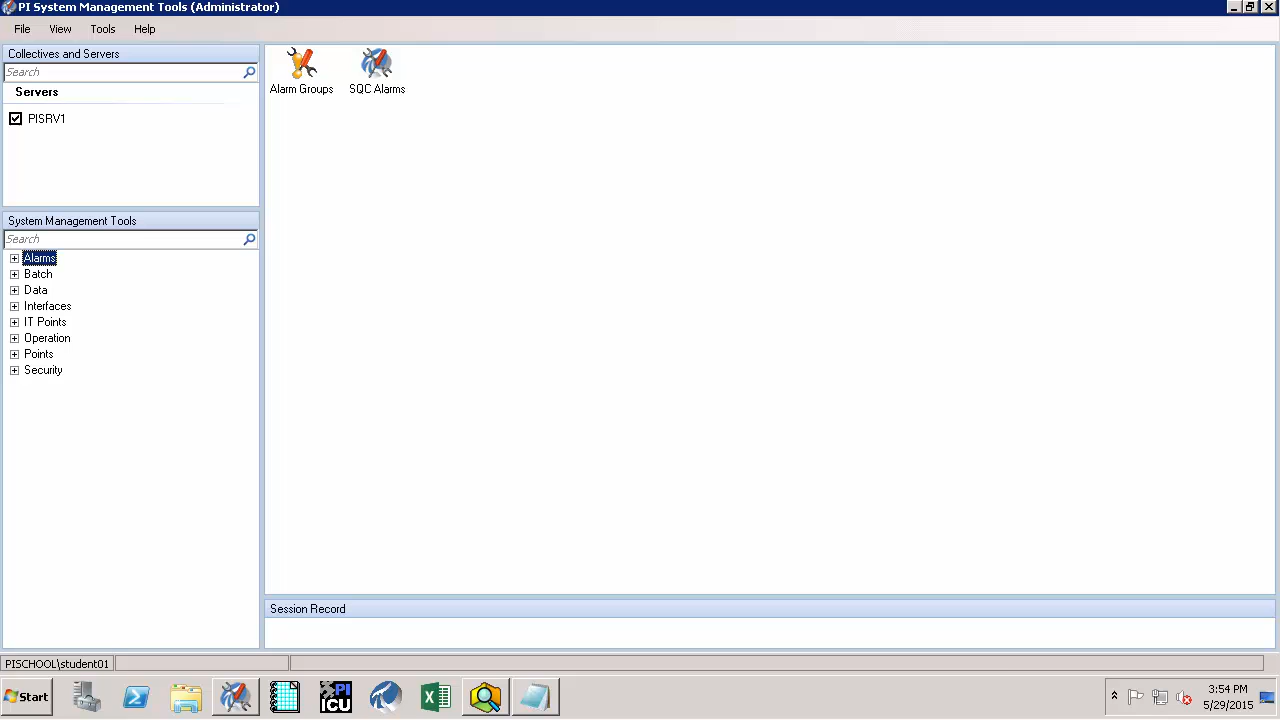 PI System Management Tools (Administrator)
File View Tools Help
Collectives and Servers
Search
Servers
PISRV1
System Management Tools
Search
Alarms
Batch
Data
Interfaces
IT Points
Operation
Points
Security
Alarm Groups
SQC Alarms
Session Record
PISCHOOL\student01
Start
PI
ICU
3:54 PM
5/29/2015